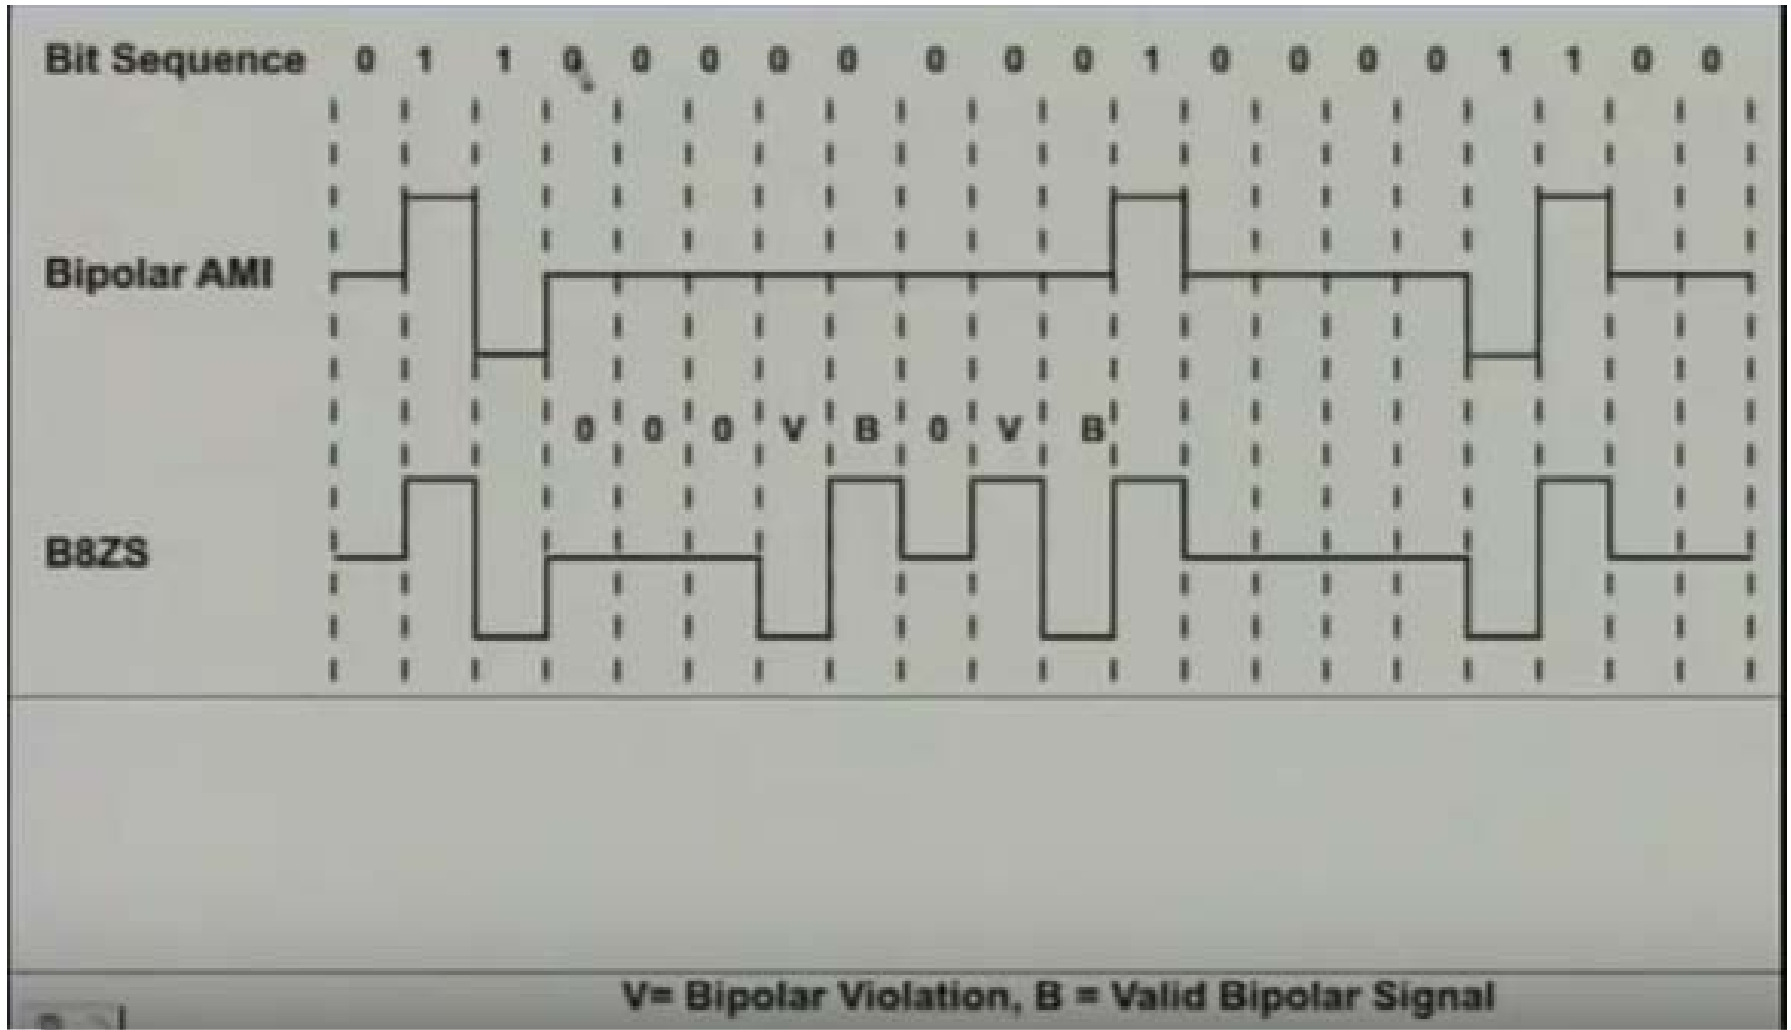 Bit Sequence 0 1 1 0 0 0 0 0 0 0 0 1 0 0 0 0 1 1 0 0
Bipolar AMI
0 0 0 V B 0 V B
B8ZS
V= Bipolar Violation, B = Valid Bipolar Signal